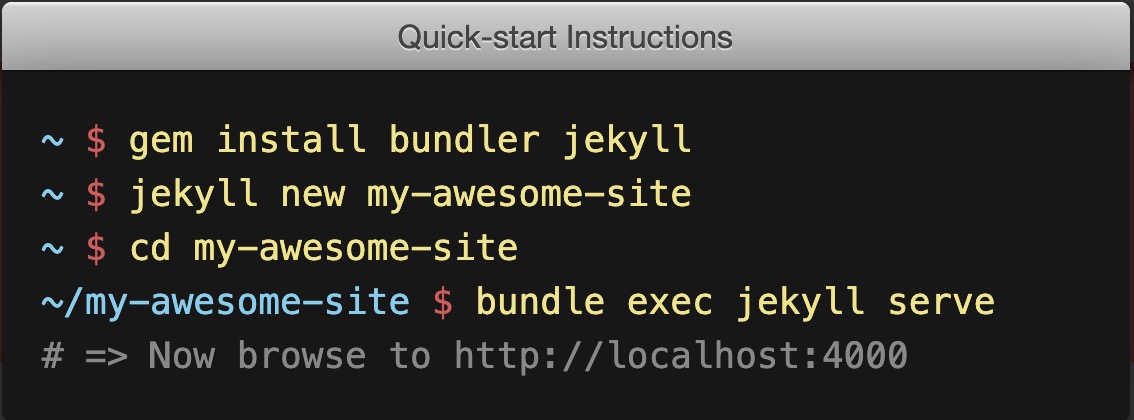 Quick-start Instructions
~ $ gem install bundler jekyll
~ $ jekyll new my-awesome-site
~ $ cd my-awesome-site
~/my-awesome-site $ bundle exec jekyll serve
# => Now browse to http://localhost:4000